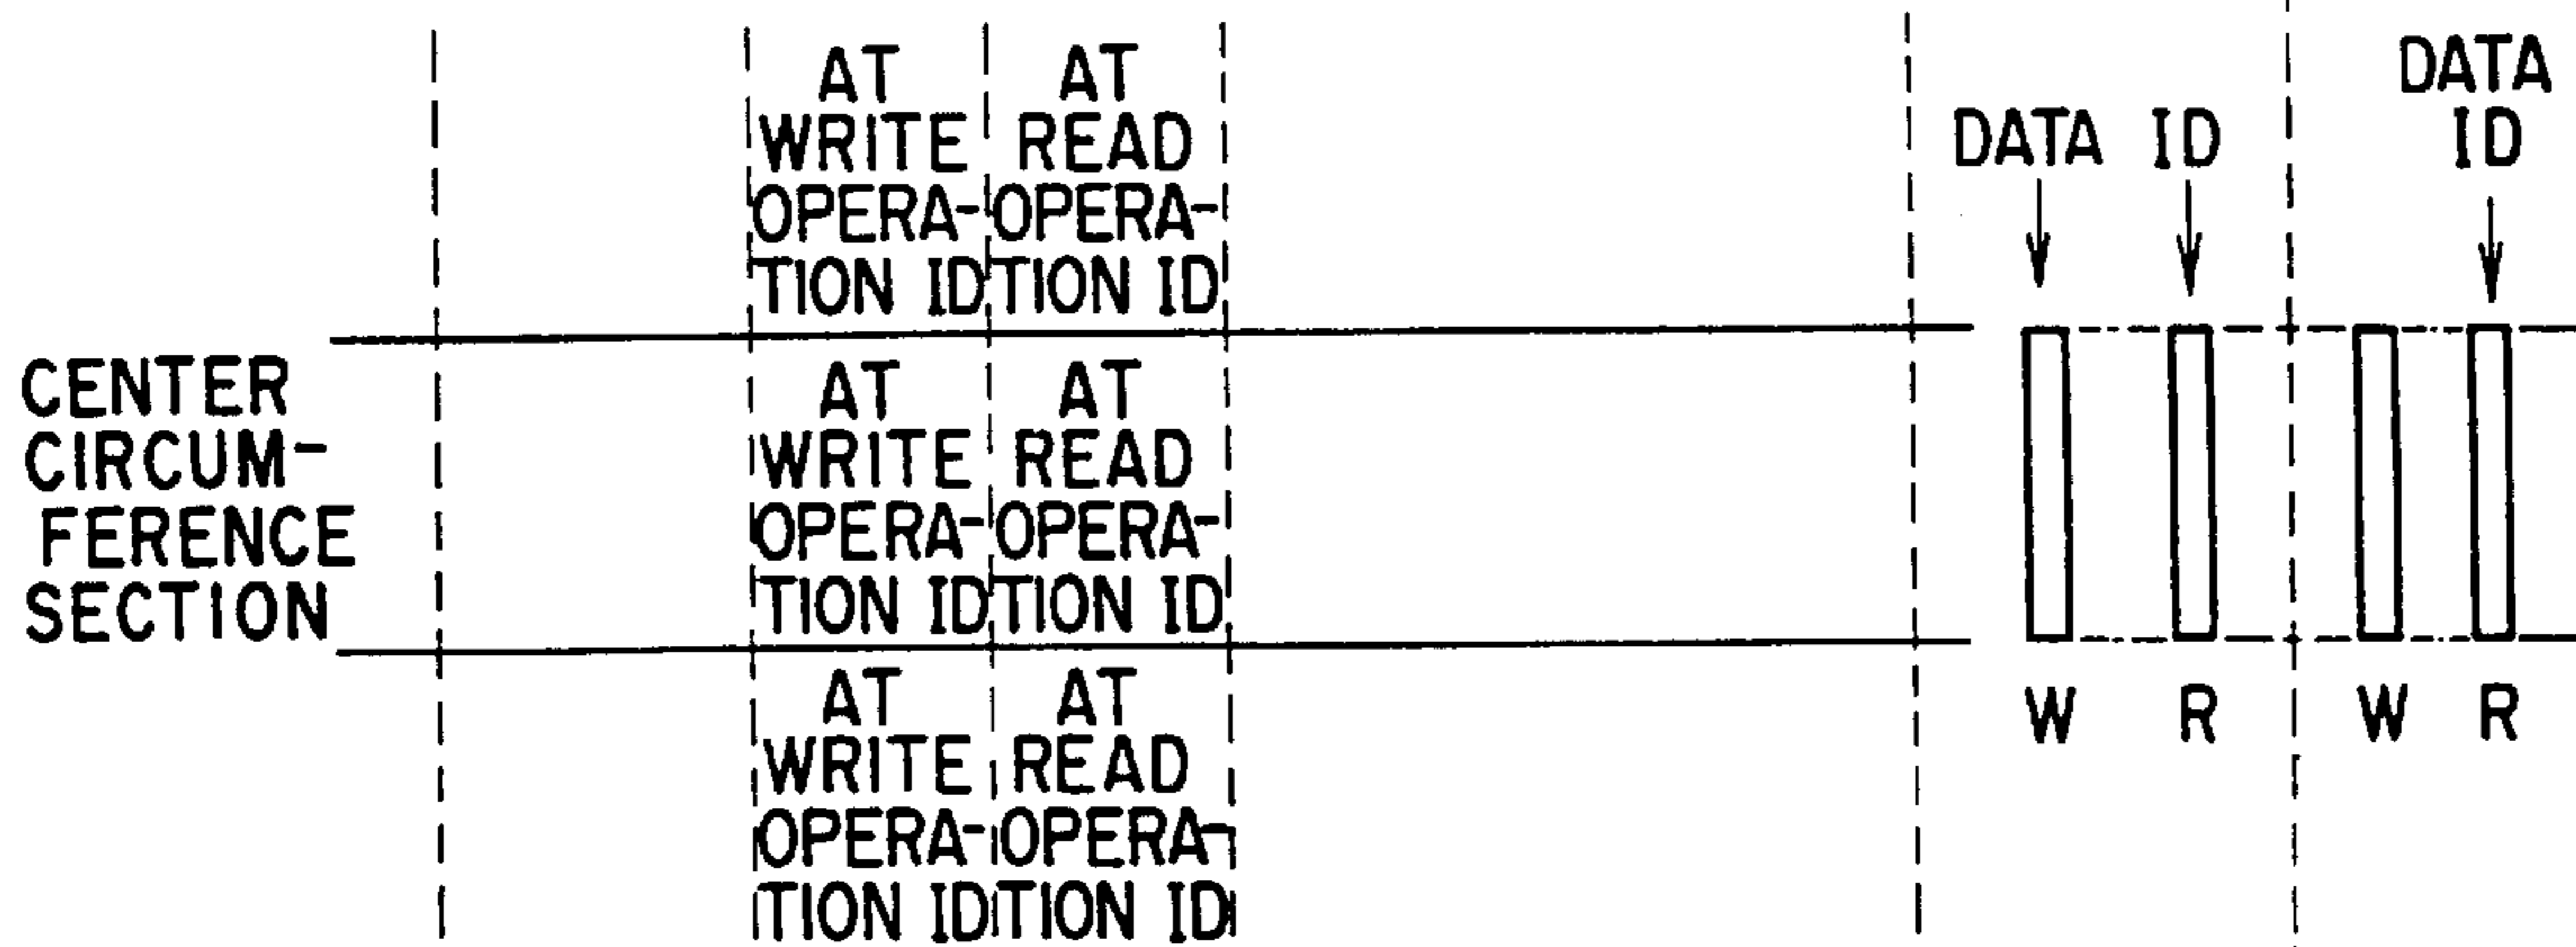 AT
WRITE
OPERA-
TION ID
AT
READ
OPERA-
TION ID
DATA ID
DATA
ID
CENTER
CIRCUM-
FERENCE
SECTION
AT
WRITE
OPERA-
TION ID
AT
READ
OPERA-
TION ID
W R W R
AT
WRITE
OPERA-
TION ID
AT
READ
OPERA-
TION ID